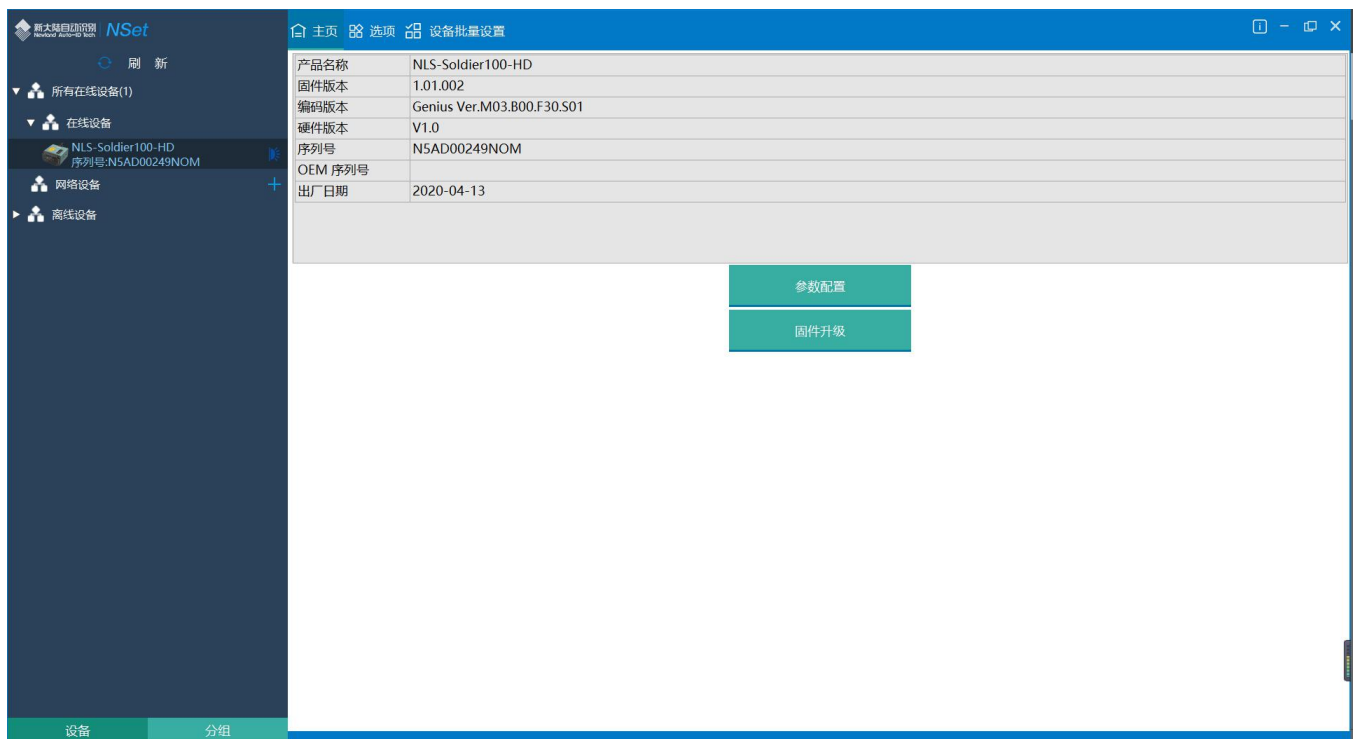 新大陆自动识别 NSet
Newland Auto-ID Tech
主页 选项 设备批量设置
刷 新
所有在线设备(1)
在线设备
NLS-Soldier100-HD
序列号:N5AD00249NOM
网络设备
离线设备
产品名称 NLS-Soldier100-HD
固件版本 1.01.002
编码版本 Genius Ver.M03.B00.F30.S01
硬件版本 V1.0
序列号 N5AD00249NOM
OEM 序列号
出厂日期 2020-04-13
参数配置
固件升级
设备 分组